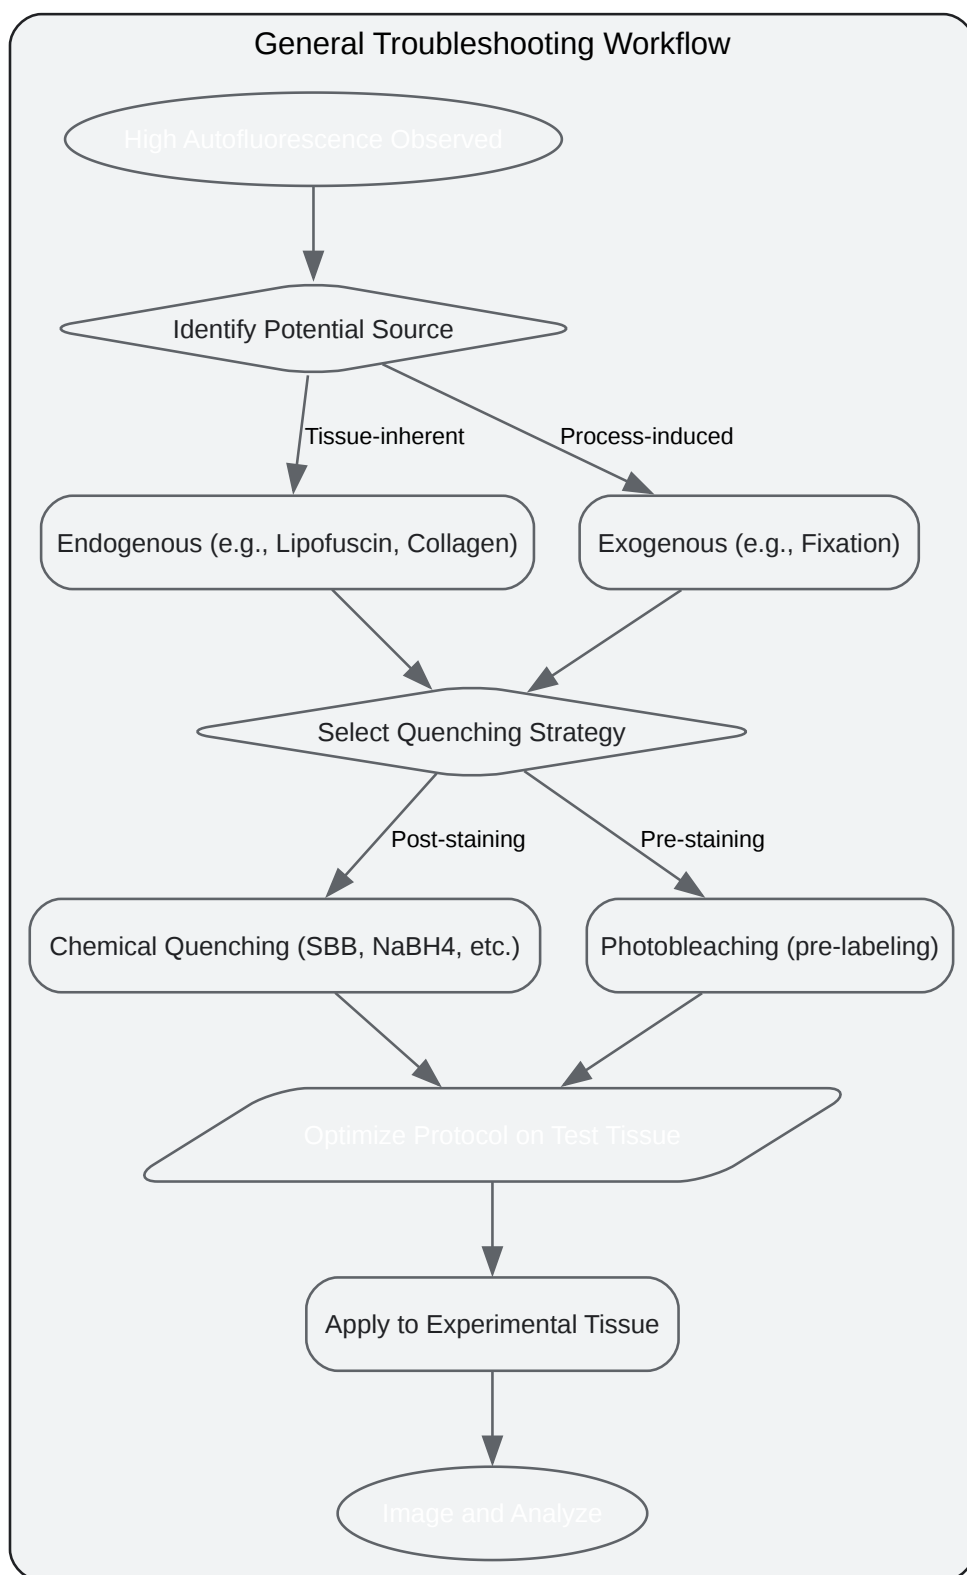 General Troubleshooting Workflow
High Autofluorescence Observed
Identify Potential Source
Tissue-inherent
Process-induced
Endogenous (e.g., Lipofuscin, Collagen)
Exogenous (e.g., Fixation)
Select Quenching Strategy
Post-staining
Pre-staining
Chemical Quenching (SBB, NaBH4, etc.)
Photobleaching (pre-labeling)
Optimize Protocol on Test Tissue
Apply to Experimental Tissue
Image and Analyze